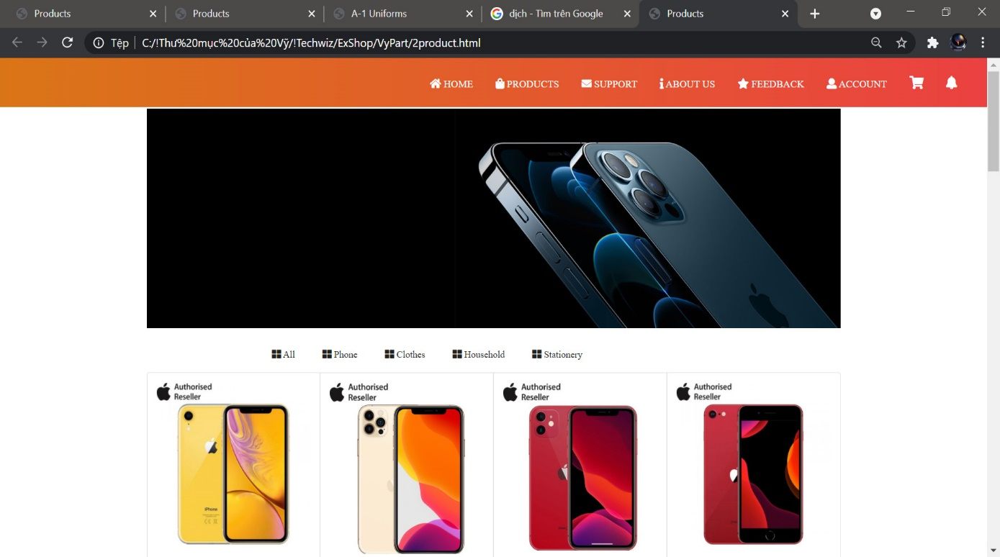 Products
Products
A-1 Uniforms
dịch - Tìm trên Google
Products
Tệp
C:/!Thư%20mục%20của%20Vỹ/!Techwiz/ExShop/VyPart/2product.html
HOME
PRODUCTS
SUPPORT
ABOUT US
FEEDBACK
ACCOUNT
All
Phone
Clothes
Household
Stationery
Authorised
Reseller
Authorised
Reseller
Authorised
Reseller
Authorised
Reseller
iPhone